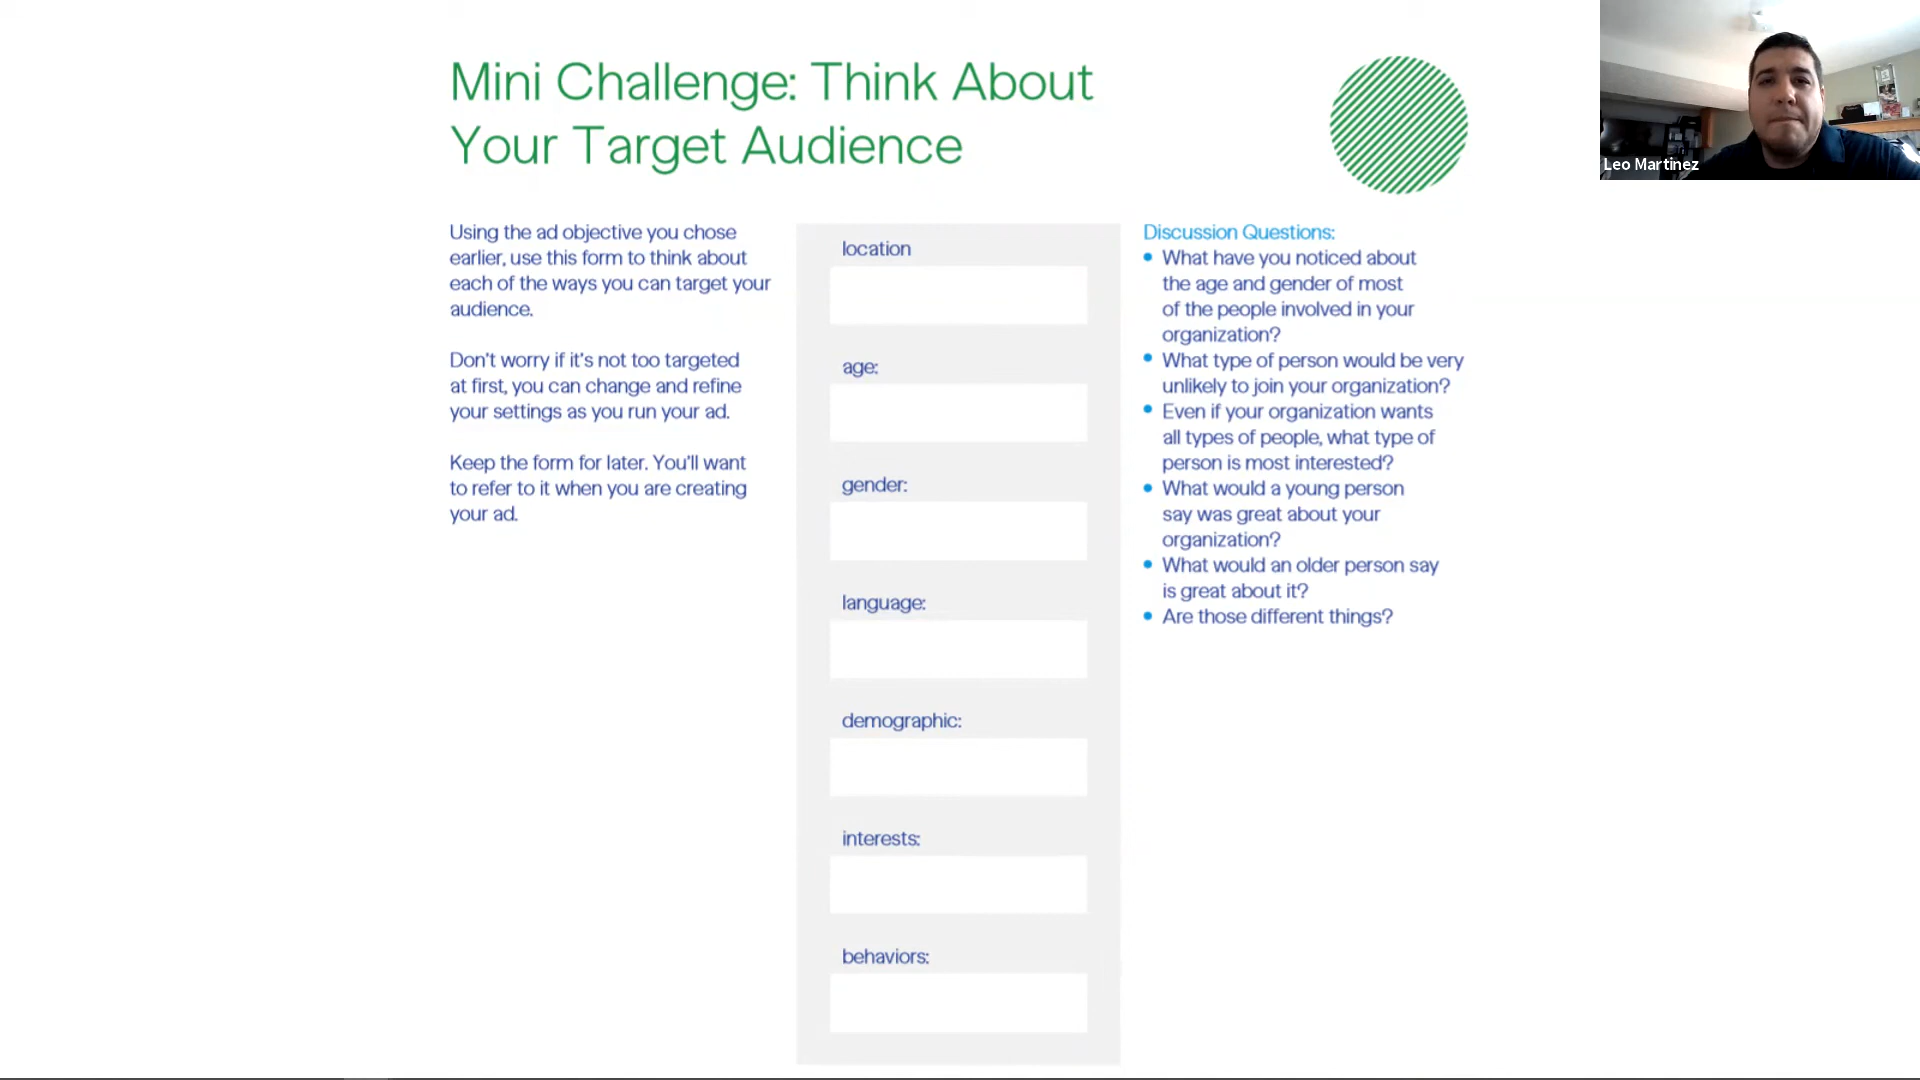 Mini Challenge: Think About
Your Target Audience
Leo Martinez
Using the ad objective you chose
earlier, use this form to think about
each of the ways you can target your
audience.
Don't worry if it's not too targeted
at first, you can change and refine
your settings as you run your ad.
Keep the form for later. You'll want
to refer to it when you are creating
your ad.
location
age:
gender:
language:
demographic:
interests:
behaviors:
Discussion Questions:
• What have you noticed about
the age and gender of most
of the people involved in your
organization?
• What type of person would be very
unlikely to join your organization?
• Even if your organization wants
all types of people, what type of
person is most interested?
• What would a young person
say was great about your
organization?
• What would an older person say
is great about it?
• Are those different things?